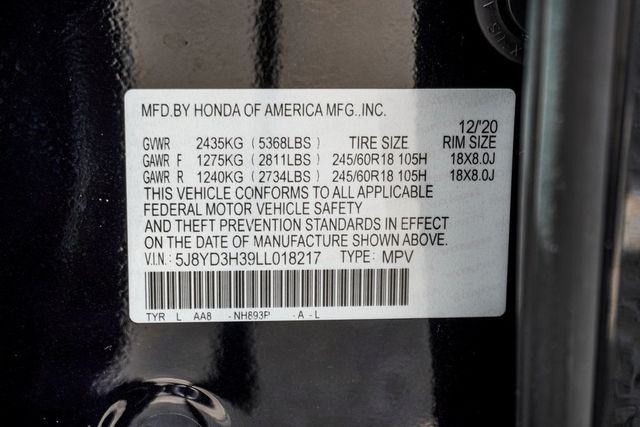 MFD.BY HONDA OF AMERICA MFG.,INC.
12/'20
GVWR 2435KG (5368LBS) TIRE SIZE RIM SIZE
GAWR F 1275KG (2811LBS) 245/60R18 105H 18X8.0J
GAWR R 1240KG (2734LBS) 245/60R18 105H 18X8.0J
THIS VEHICLE CONFORMS TO ALL APPLICABLE
FEDERAL MOTOR VEHICLE SAFETY
AND THEFT PREVENTION STANDARDS IN EFFECT
ON THE DATE OF MANUFACTURE SHOWN ABOVE.
V.I.N: 5J8YD3H39LL018217 TYPE: MPV
TYR L AA8 - NH893P - A - L